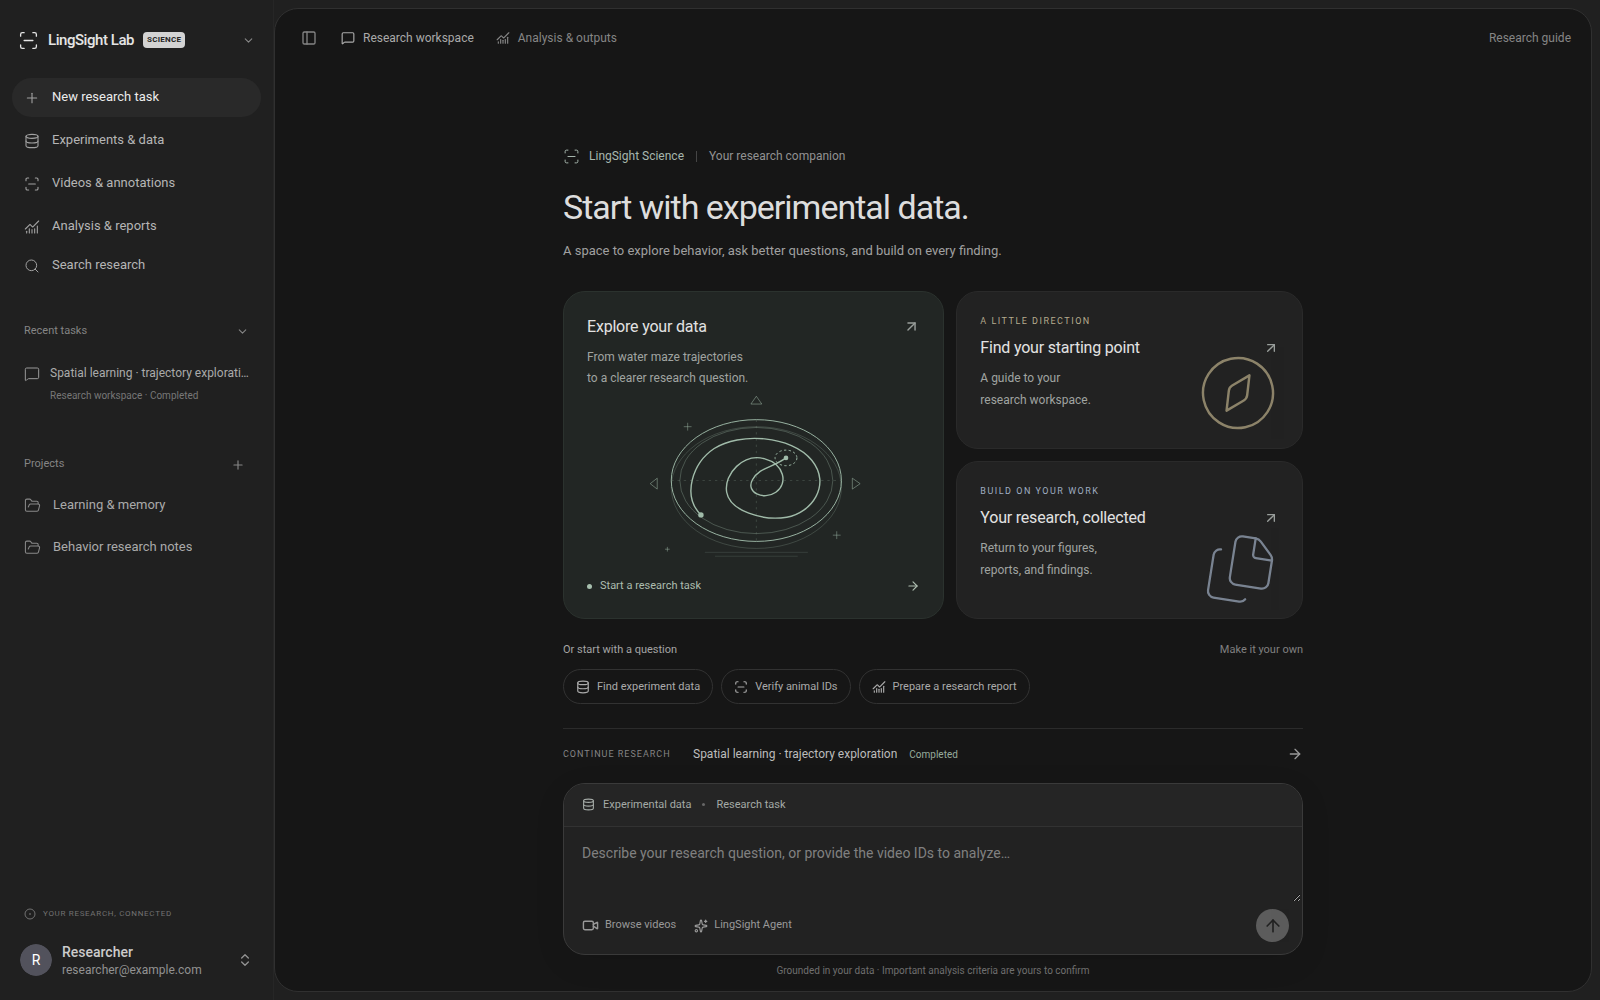 LingSight Lab SCIENCE
New research task
Experiments & data
Videos & annotations
Analysis & reports
Search research
Recent tasks
Spatial learning · trajectory explorati...
Research workspace · Completed
Projects
Learning & memory
Behavior research notes
YOUR RESEARCH, CONNECTED
R
Researcher
researcher@example.com
Research workspace
Analysis & outputs
Research guide
LingSight Science | Your research companion
Start with experimental data.
A space to explore behavior, ask better questions, and build on every finding.
Explore your data
From water maze trajectories
to a clearer research question.
Start a research task
A LITTLE DIRECTION
Find your starting point
A guide to your
research workspace.
BUILD ON YOUR WORK
Your research, collected
Return to your figures,
reports, and findings.
Or start with a question
Make it your own
Find experiment data
Verify animal IDs
Prepare a research report
CONTINUE RESEARCH Spatial learning · trajectory exploration Completed
Experimental data • Research task
Describe your research question, or provide the video IDs to analyze...
Browse videos
LingSight Agent
Grounded in your data · Important analysis criteria are yours to confirm